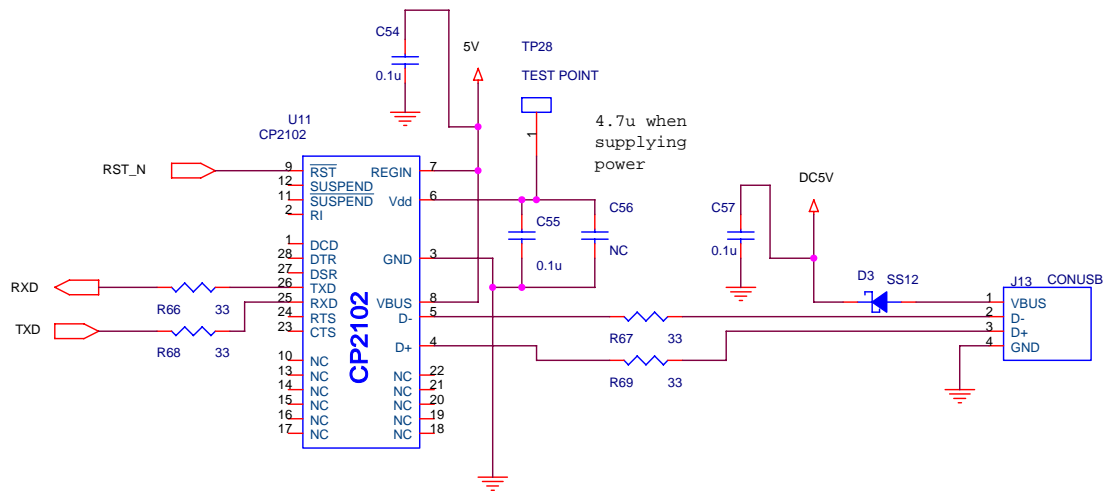 C54
0.1u
5V
TP28
TEST POINT
1
4.7u when
supplying
power
U11
CP2102
RST_N
9 RST REGIN 7
12 SUSPEND
11 SUSPEND Vdd 6
2 RI
1 DCD
28 DTR GND 3
27 DSR
26 TXD
25 RXD VBUS 8
24 RTS D- 5
23 CTS
D+ 4
10 NC
13 NC NC 22
14 NC NC 21
15 NC NC 20
16 NC NC 19
17 NC NC 18
CP2102
RXD
R66 33
TXD
R68 33
C55
0.1u
C56
NC
C57
0.1u
DC5V
D3
SS12
R67 33
R69 33
J13 CONUSB
1 VBUS
2 D-
3 D+
4 GND